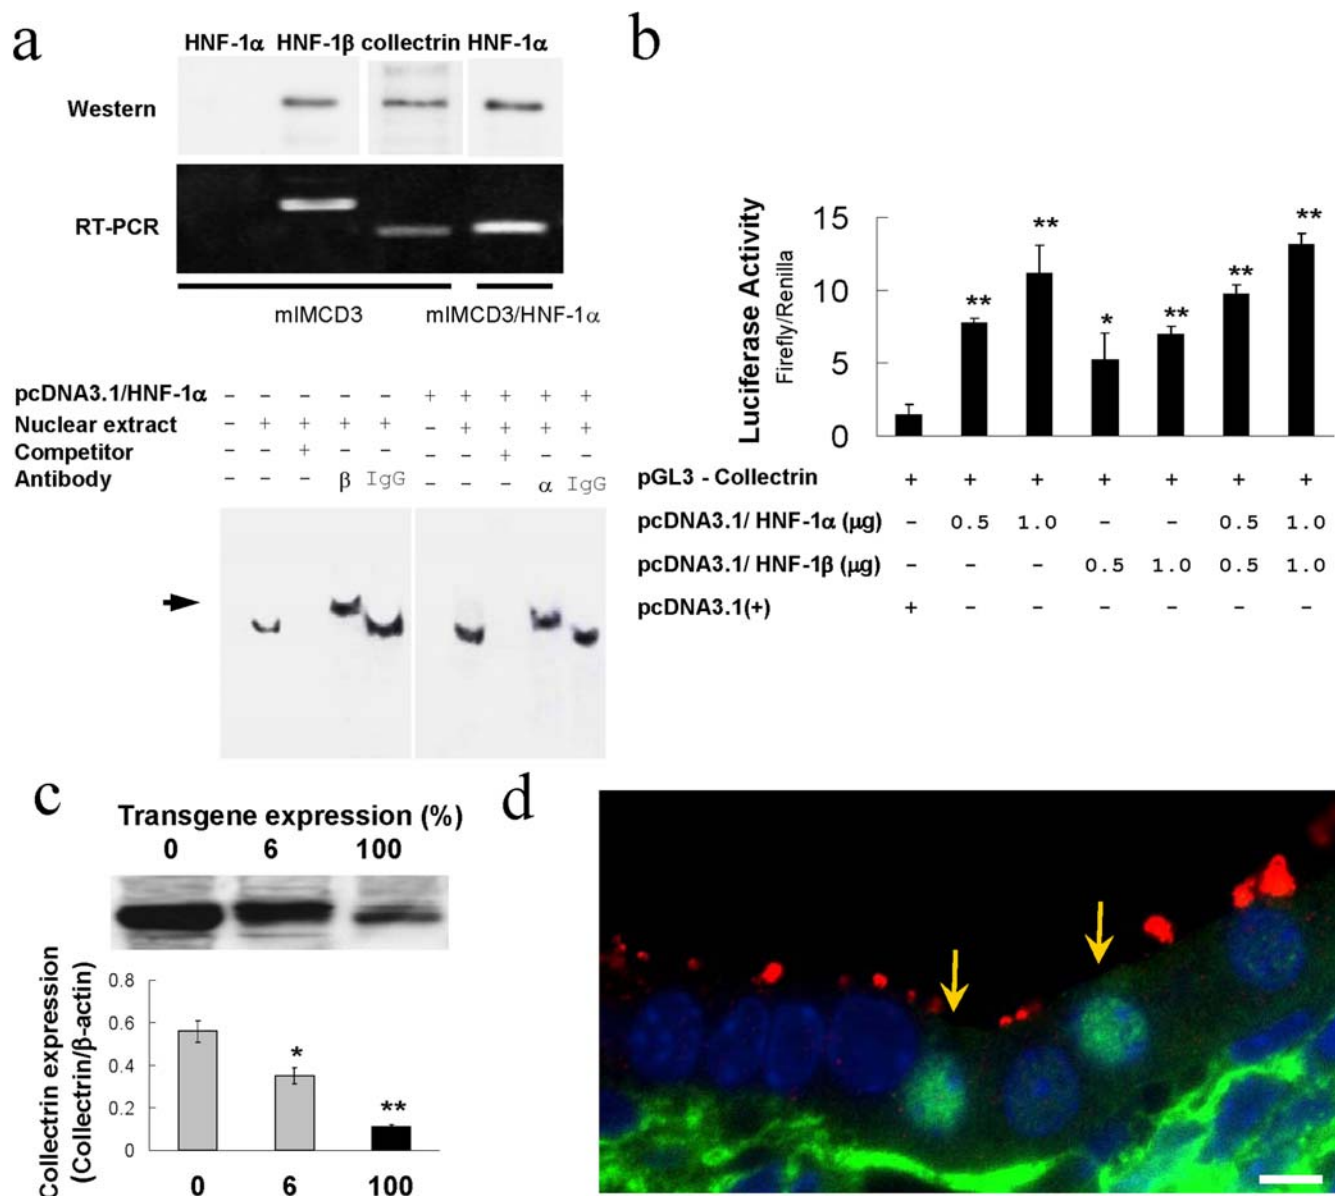 a
HNF-1α HNF-1β collectrin HNF-1α
Western
RT-PCR
mIMCD3 mIMCD3/HNF-1α
pcDNA3.1/HNF-1α – – – – – + + + + +
Nuclear extract – + + + + – + + + +
Competitor – – + – – – – + – –
Antibody – – – β IgG – – – α IgG
b
Luciferase Activity
Firefly/Renilla
15
10
5
0
** ** * ** ** **
pGL3 - Collectrin + + + + + + +
pcDNA3.1/ HNF-1α (μg) – 0.5 1.0 – – 0.5 1.0
pcDNA3.1/ HNF-1β (μg) – – – 0.5 1.0 0.5 1.0
pcDNA3.1(+) + – – – – – –
c
Transgene expression (%)
0 6 100
Collectrin expression
(Collectrin/β-actin)
0.8
0.6
0.4
0.2
0
* **
0 6 100
d